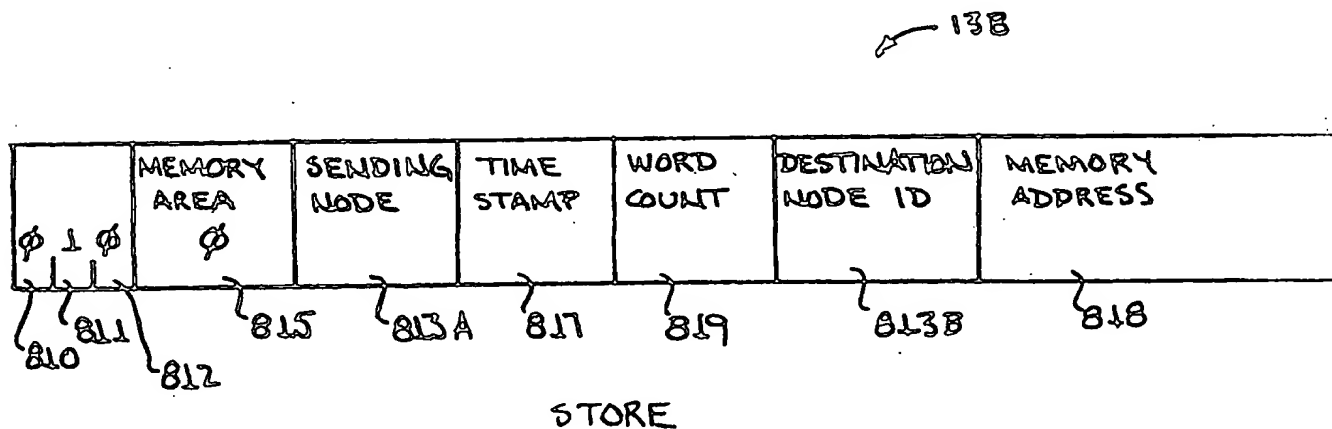 13B
MEMORY AREA
SENDING NODE
TIME STAMP
WORD COUNT
DESTINATION NODE ID
MEMORY ADDRESS
ϕ 1 ϕ
ϕ
810
811
812
815
813A
817
819
813B
818
STORE